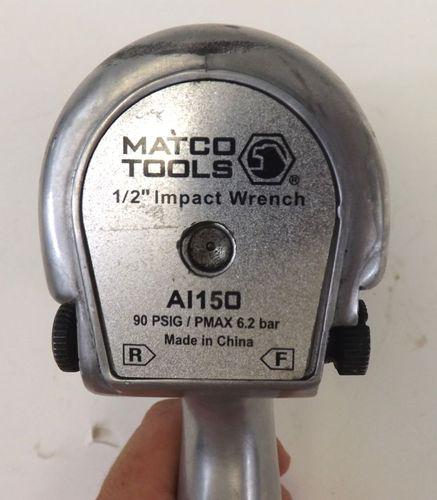 MATCO
TOOLS ®
1/2" Impact Wrench
AI150
90 PSIG / PMAX 6.2 bar
Made in China
R F